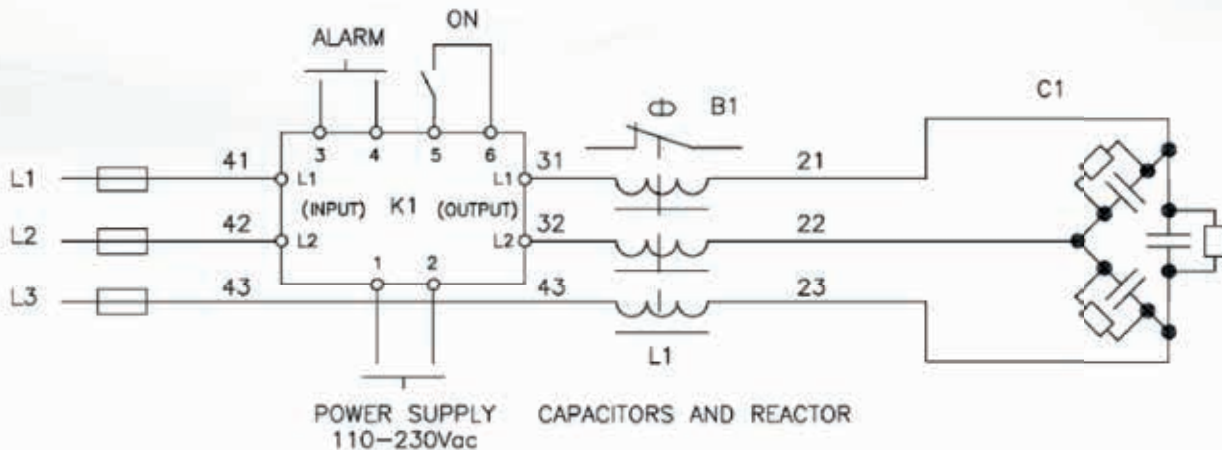 ON
ALARM
B1
C1
3 4 5 6
L1 41 L1 L1 31 21
(INPUT) K1 (OUTPUT)
L2 42 L2 L2 32 22
1 2
L3 43 43 23
L1
POWER SUPPLY CAPACITORS AND REACTOR
110-230Vac